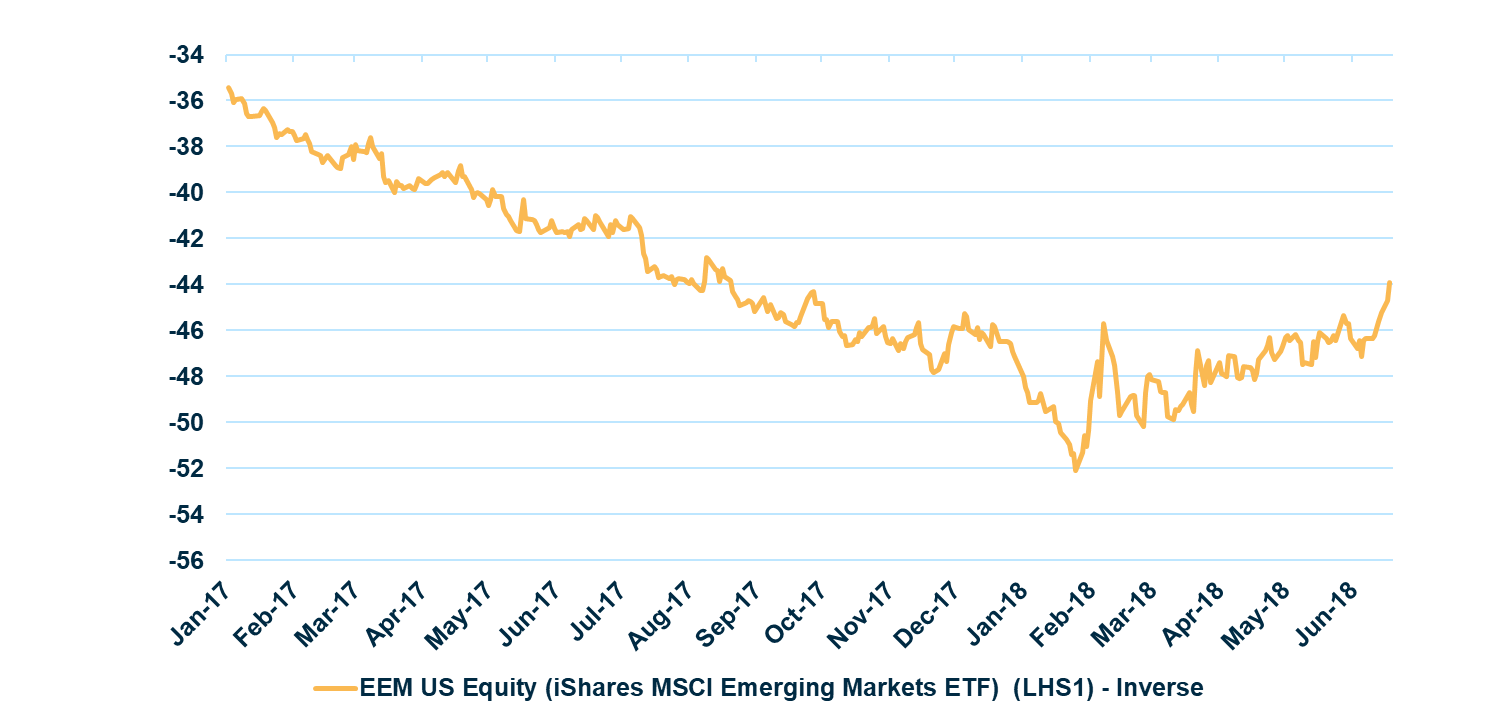 -34
-36
-38
-40
-42
-44
-46
-48
-50
-52
-54
-56
Jan-17
Feb-17
Mar-17
Apr-17
May-17
Jun-17
Jul-17
Aug-17
Sep-17
Oct-17
Nov-17
Dec-17
Jan-18
Feb-18
Mar-18
Apr-18
May-18
Jun-18
EEM US Equity (iShares MSCI Emerging Markets ETF)  (LHS1) - Inverse